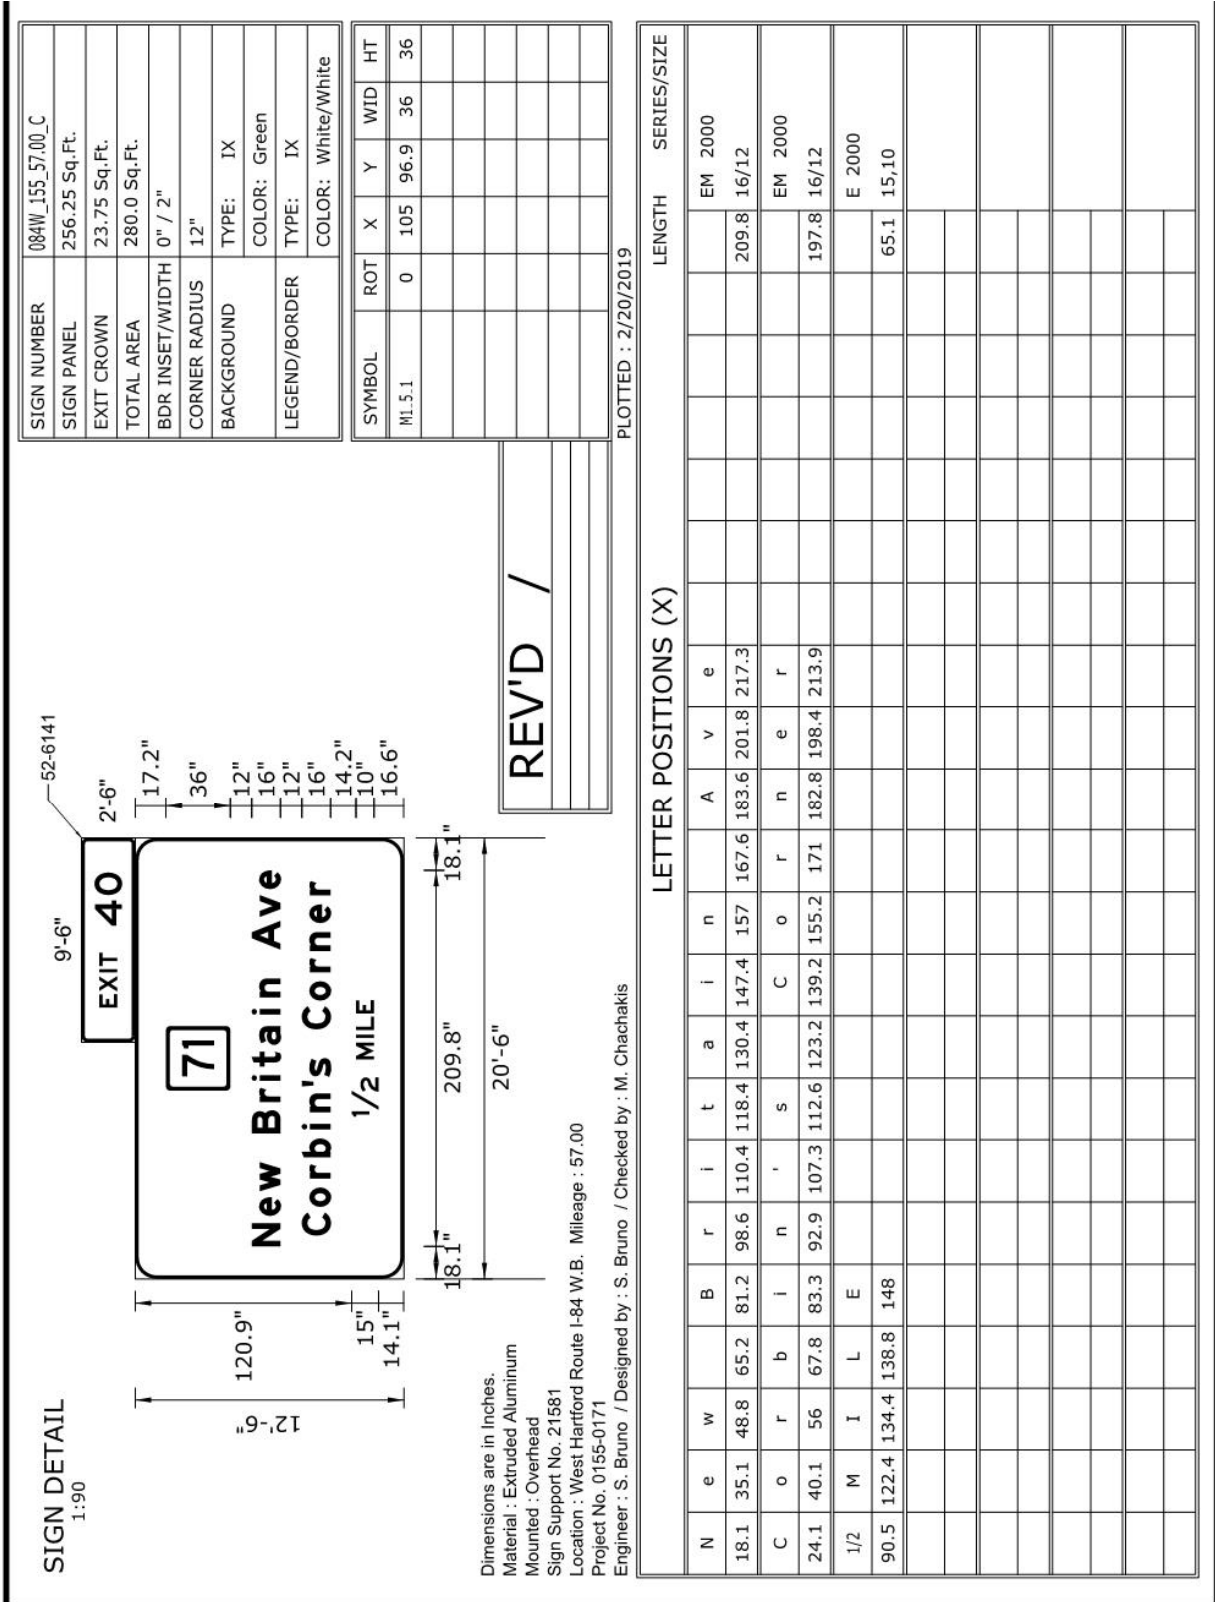 SIGN DETAIL
1:90
52-6141
9'-6"
2'-6"
EXIT 40
71
New Britain Ave
Corbin's Corner
1/2 MILE
17.2"
36"
12"
16"
12"
16"
14.2"
10"
16.6"
12'-6"
120.9"
15"
14.1"
18.1" 209.8" 18.1"
20'-6"
Dimensions are in Inches.
Material : Extruded Aluminum
Mounted : Overhead
Sign Support No. 21581
Location : West Hartford Route I-84 W.B. Mileage : 57.00
Project No. 0155-0171
Engineer : S. Bruno / Designed by : S. Bruno / Checked by : M. Chachakis
REV'D /
SIGN NUMBER 084W_155_57.00_C
SIGN PANEL 256.25 Sq.Ft.
EXIT CROWN 23.75 Sq.Ft.
TOTAL AREA 280.0 Sq.Ft.
BDR INSET/WIDTH 0" / 2"
CORNER RADIUS 12"
BACKGROUND TYPE: IX
COLOR: Green
LEGEND/BORDER TYPE: IX
COLOR: White/White
SYMBOL ROT X Y WID HT
M1.5.1 0 105 96.9 36 36
PLOTTED : 2/20/2019
LETTER POSITIONS (X) LENGTH SERIES/SIZE
N e w B r i t a i n A v e EM 2000
18.1 35.1 48.8 65.2 81.2 98.6 110.4 118.4 130.4 147.4 157 167.6 183.6 201.8 217.3 209.8 16/12
C o r b i n ' s C o r n e r EM 2000
24.1 40.1 56 67.8 83.3 92.9 107.3 112.6 123.2 139.2 155.2 171 182.8 198.4 213.9 197.8 16/12
1/2 M I L E E 2000
90.5 122.4 134.4 138.8 148 65.1 15,10